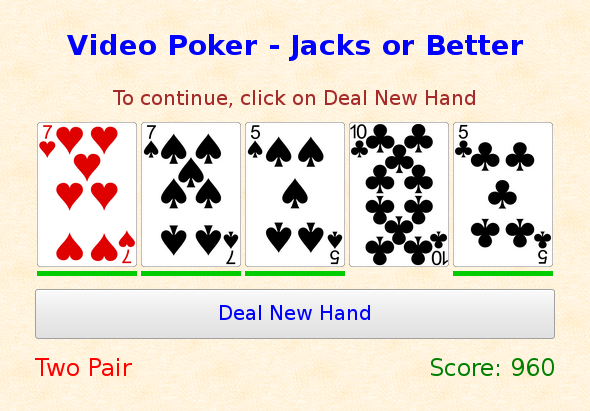 Video Poker - Jacks or Better
To continue, click on Deal New Hand
7 7 5 10 5
7 7 5 10 5
Deal New Hand
Two Pair Score: 960